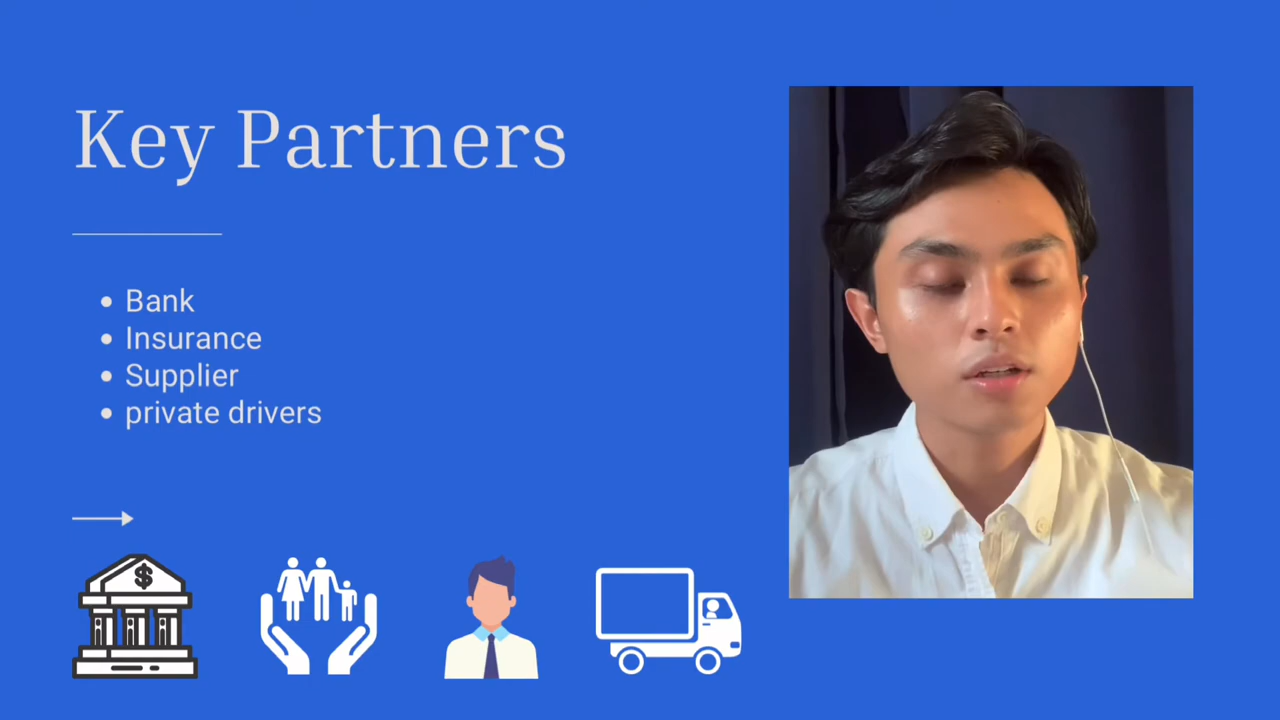 Key Partners
Bank
Insurance
Supplier
private drivers
$